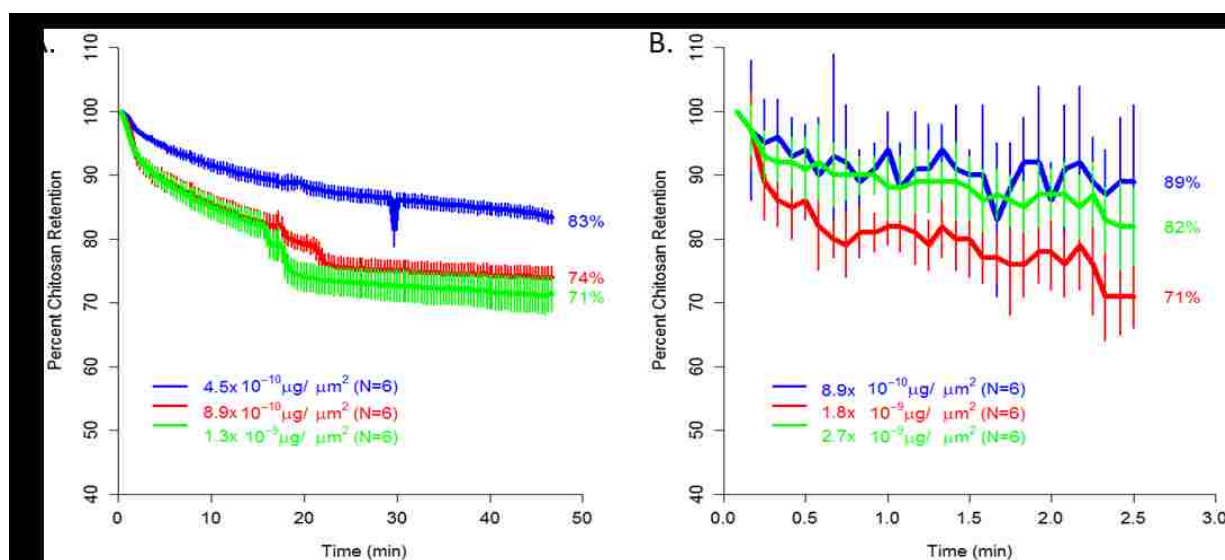 A.
Percent Chitosan Retention
110
100
90
80
70
60
50
40
0
10
20
30
40
50
Time (min)
83%
74%
71%
4.5x 10⁻¹⁰µg/ µm² (N=6)
8.9x 10⁻¹⁰µg/ µm² (N=6)
1.3x 10⁻⁹µg/ µm² (N=6)
B.
Percent Chitosan Retention
110
100
90
80
70
60
50
40
0.0
0.5
1.0
1.5
2.0
2.5
3.0
Time (min)
89%
82%
71%
8.9x 10⁻¹⁰µg/ µm² (N=6)
1.8x 10⁻⁹µg/ µm² (N=6)
2.7x 10⁻⁹µg/ µm² (N=6)